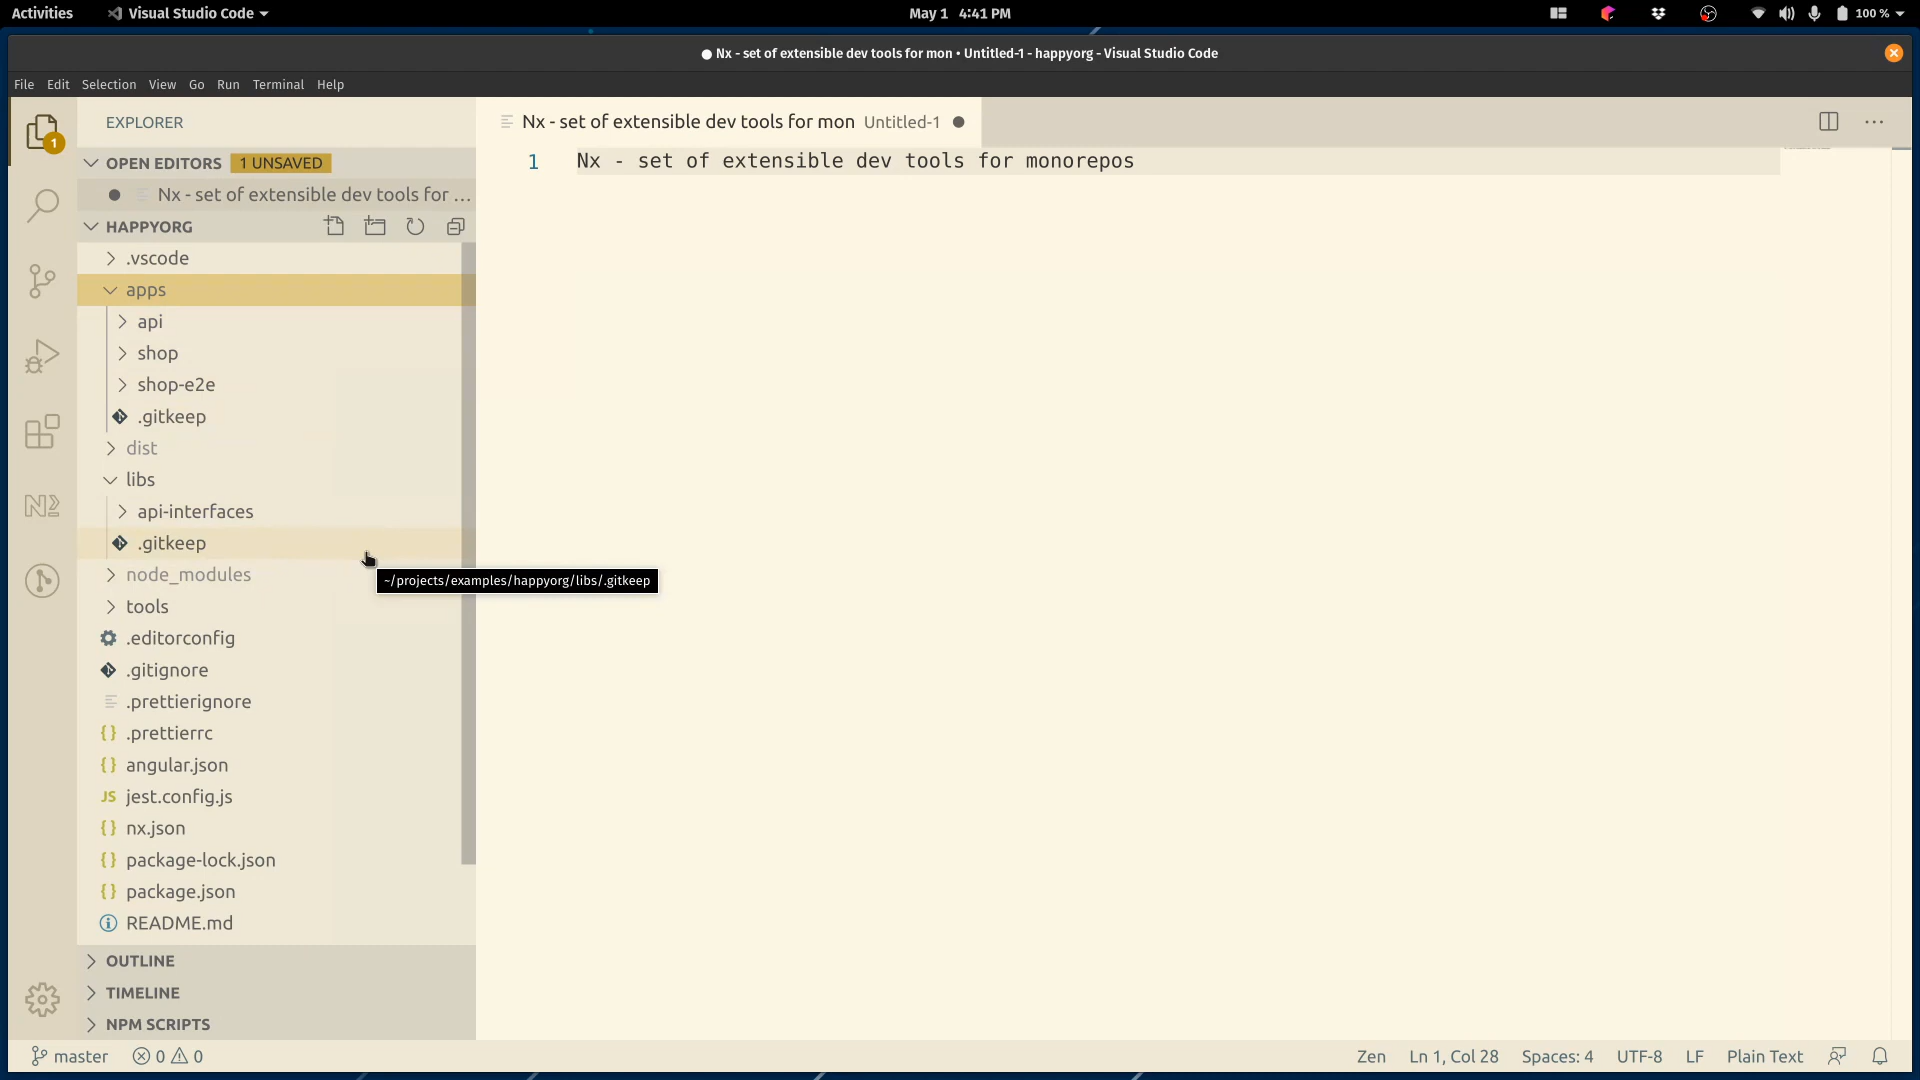 Activities Visual Studio Code May 1 4:41 PM 100 %
Nx - set of extensible dev tools for mon • Untitled-1 - happyorg - Visual Studio Code
File Edit Selection View Go Run Terminal Help
EXPLORER
Nx - set of extensible dev tools for mon Untitled-1
1
OPEN EDITORS 1 UNSAVED
1 Nx - set of extensible dev tools for monorepos
Nx - set of extensible dev tools for ...
HAPPYORG
.vscode
apps
api
shop
shop-e2e
.gitkeep
dist
libs
api-interfaces
.gitkeep
node_modules
~/projects/examples/happyorg/libs/.gitkeep
tools
.editorconfig
.gitignore
.prettierignore
{} .prettierrc
{} angular.json
JS jest.config.js
{} nx.json
{} package-lock.json
{} package.json
README.md
OUTLINE
TIMELINE
NPM SCRIPTS
master 0 0 Zen Ln 1, Col 28 Spaces: 4 UTF-8 LF Plain Text